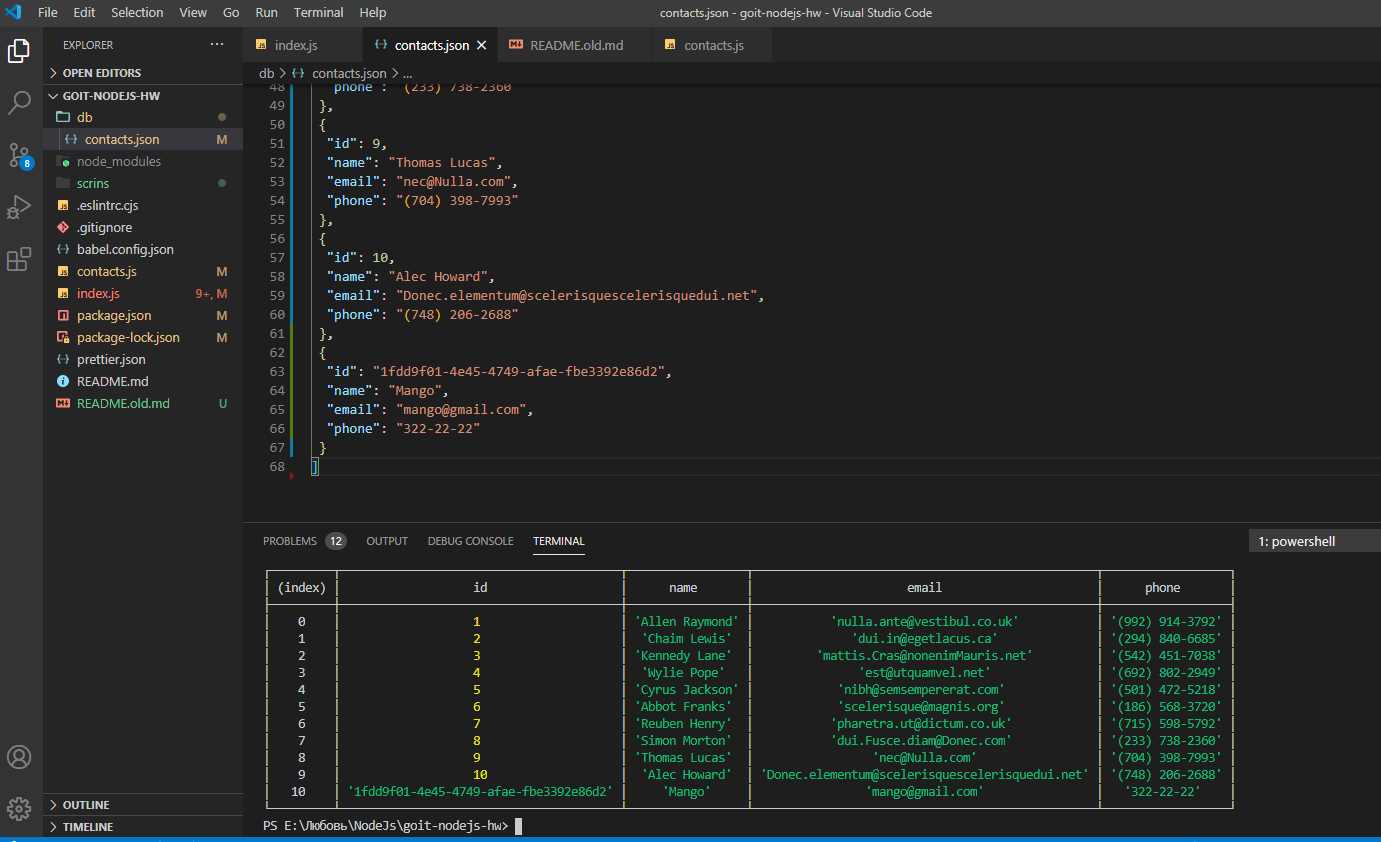 File Edit Selection View Go Run Terminal Help contacts.json - goit-nodejs-hw - Visual Studio Code
EXPLORER ...
OPEN EDITORS
GOIT-NODEJS-HW
db
contacts.json M
node_modules
scrins
.eslintrc.cjs
.gitignore
babel.config.json
contacts.js M
index.js 9+, M
package.json M
package-lock.json M
prettier.json
README.md
README.old.md U
OUTLINE
TIMELINE
8
index.js contacts.json README.old.md contacts.js
db > contacts.json > ...
48 "phone": "(233) 738-2360"
49 },
50 {
51 "id": 9,
52 "name": "Thomas Lucas",
53 "email": "nec@Nulla.com",
54 "phone": "(704) 398-7993"
55 },
56 {
57 "id": 10,
58 "name": "Alec Howard",
59 "email": "Donec.elementum@scelerisquescelerisquedui.net",
60 "phone": "(748) 206-2688"
61 },
62 {
63 "id": "1fdd9f01-4e45-4749-afae-fbe3392e86d2",
64 "name": "Mango",
65 "email": "mango@gmail.com",
66 "phone": "322-22-22"
67 }
68 ]
PROBLEMS 12 OUTPUT DEBUG CONSOLE TERMINAL 1: powershell
(index) id name email phone
0 1 'Allen Raymond' 'nulla.ante@vestibul.co.uk' '(992) 914-3792'
1 2 'Chaim Lewis' 'dui.in@egetlacus.ca' '(294) 840-6685'
2 3 'Kennedy Lane' 'mattis.Cras@nonenimMauris.net' '(542) 451-7038'
3 4 'Wylie Pope' 'est@utquamvel.net' '(692) 802-2949'
4 5 'Cyrus Jackson' 'nibh@semsempererat.com' '(501) 472-5218'
5 6 'Abbot Franks' 'scelerisque@magnis.org' '(186) 568-3720'
6 7 'Reuben Henry' 'pharetra.ut@dictum.co.uk' '(715) 598-5792'
7 8 'Simon Morton' 'dui.Fusce.diam@Donec.com' '(233) 738-2360'
8 9 'Thomas Lucas' 'nec@Nulla.com' '(704) 398-7993'
9 10 'Alec Howard' 'Donec.elementum@scelerisquescelerisquedui.net' '(748) 206-2688'
10 '1fdd9f01-4e45-4749-afae-fbe3392e86d2' 'Mango' 'mango@gmail.com' '322-22-22'
PS E:\Любовь\NodeJs\goit-nodejs-hw>